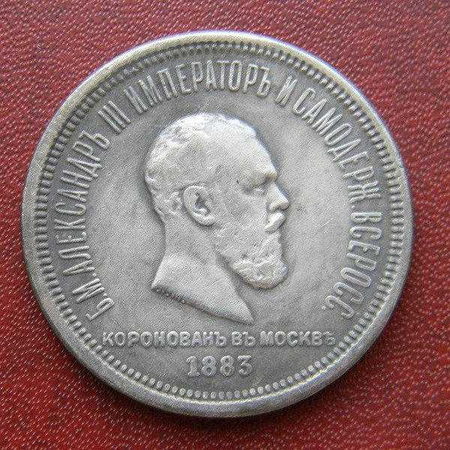 Б.М.АЛЕКСАНДРЪ III ИМПЕРАТОРЪ И САМОДЕРЖ. ВСЕРОСС.
КОРОНОВАНЪ ВЪ МОСКВѢ
1883